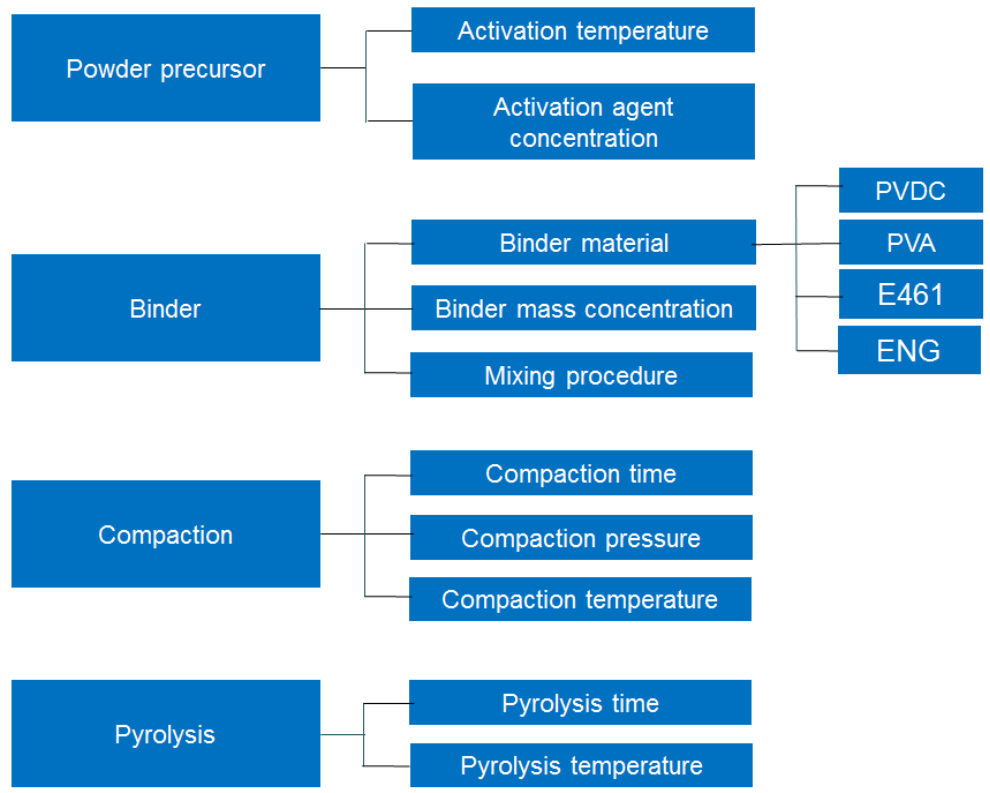 Powder precursor
Activation temperature
Activation agent
concentration
Binder
Binder material
PVDC
PVA
E461
ENG
Binder mass concentration
Mixing procedure
Compaction
Compaction time
Compaction pressure
Compaction temperature
Pyrolysis
Pyrolysis time
Pyrolysis temperature